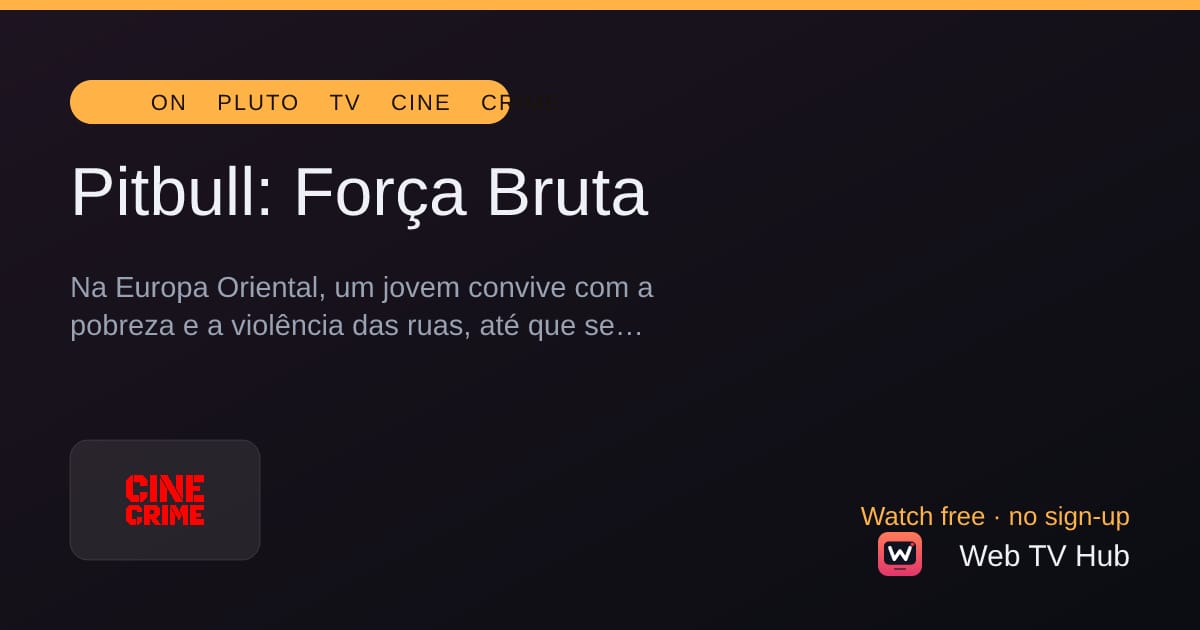 ON PLUTO TV CINE CRIME
Pitbull: Força Bruta
Na Europa Oriental, um jovem convive com a
pobreza e a violência das ruas, até que se…
CINE
CRIME
Watch free · no sign-up
W
Web TV Hub